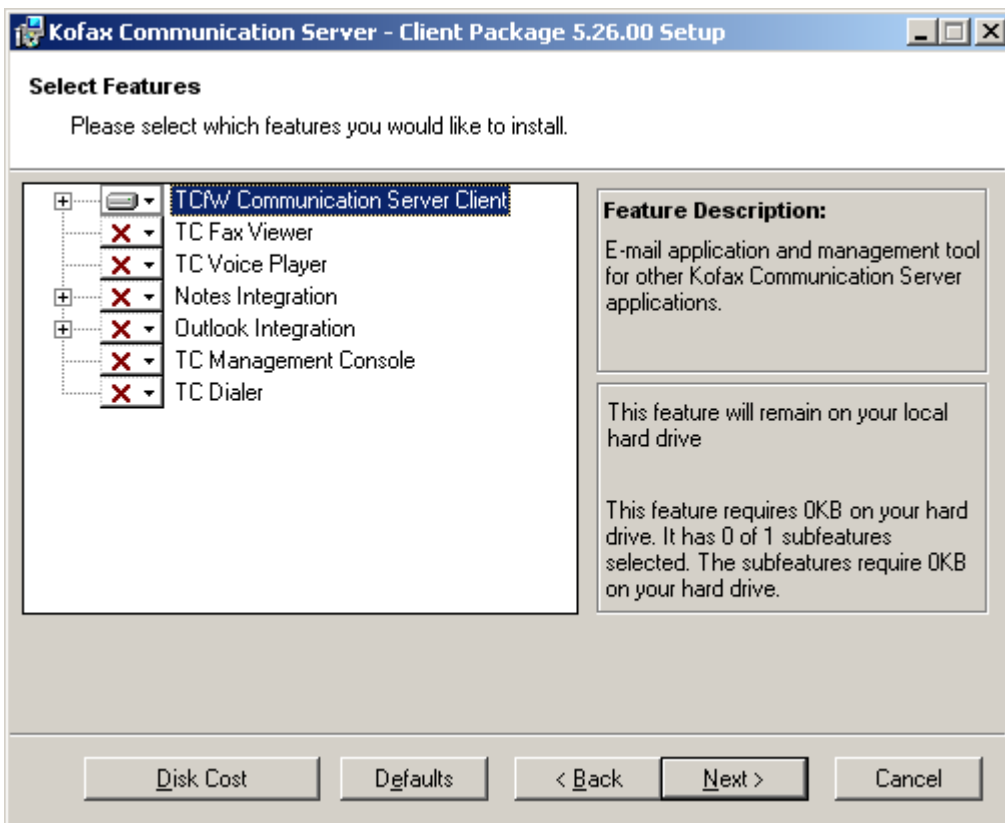 Kofax Communication Server - Client Package 5.26.00 Setup
Select Features
Please select which features you would like to install.
TC/W Communication Server Client
TC Fax Viewer
TC Voice Player
Notes Integration
Outlook Integration
TC Management Console
TC Dialer
Feature Description:
E-mail application and management tool
for other Kofax Communication Server
applications.
This feature will remain on your local
hard drive
This feature requires 0KB on your hard
drive. It has 0 of 1 subfeatures
selected. The subfeatures require 0KB
on your hard drive.
Disk Cost
Defaults
< Back
Next >
Cancel